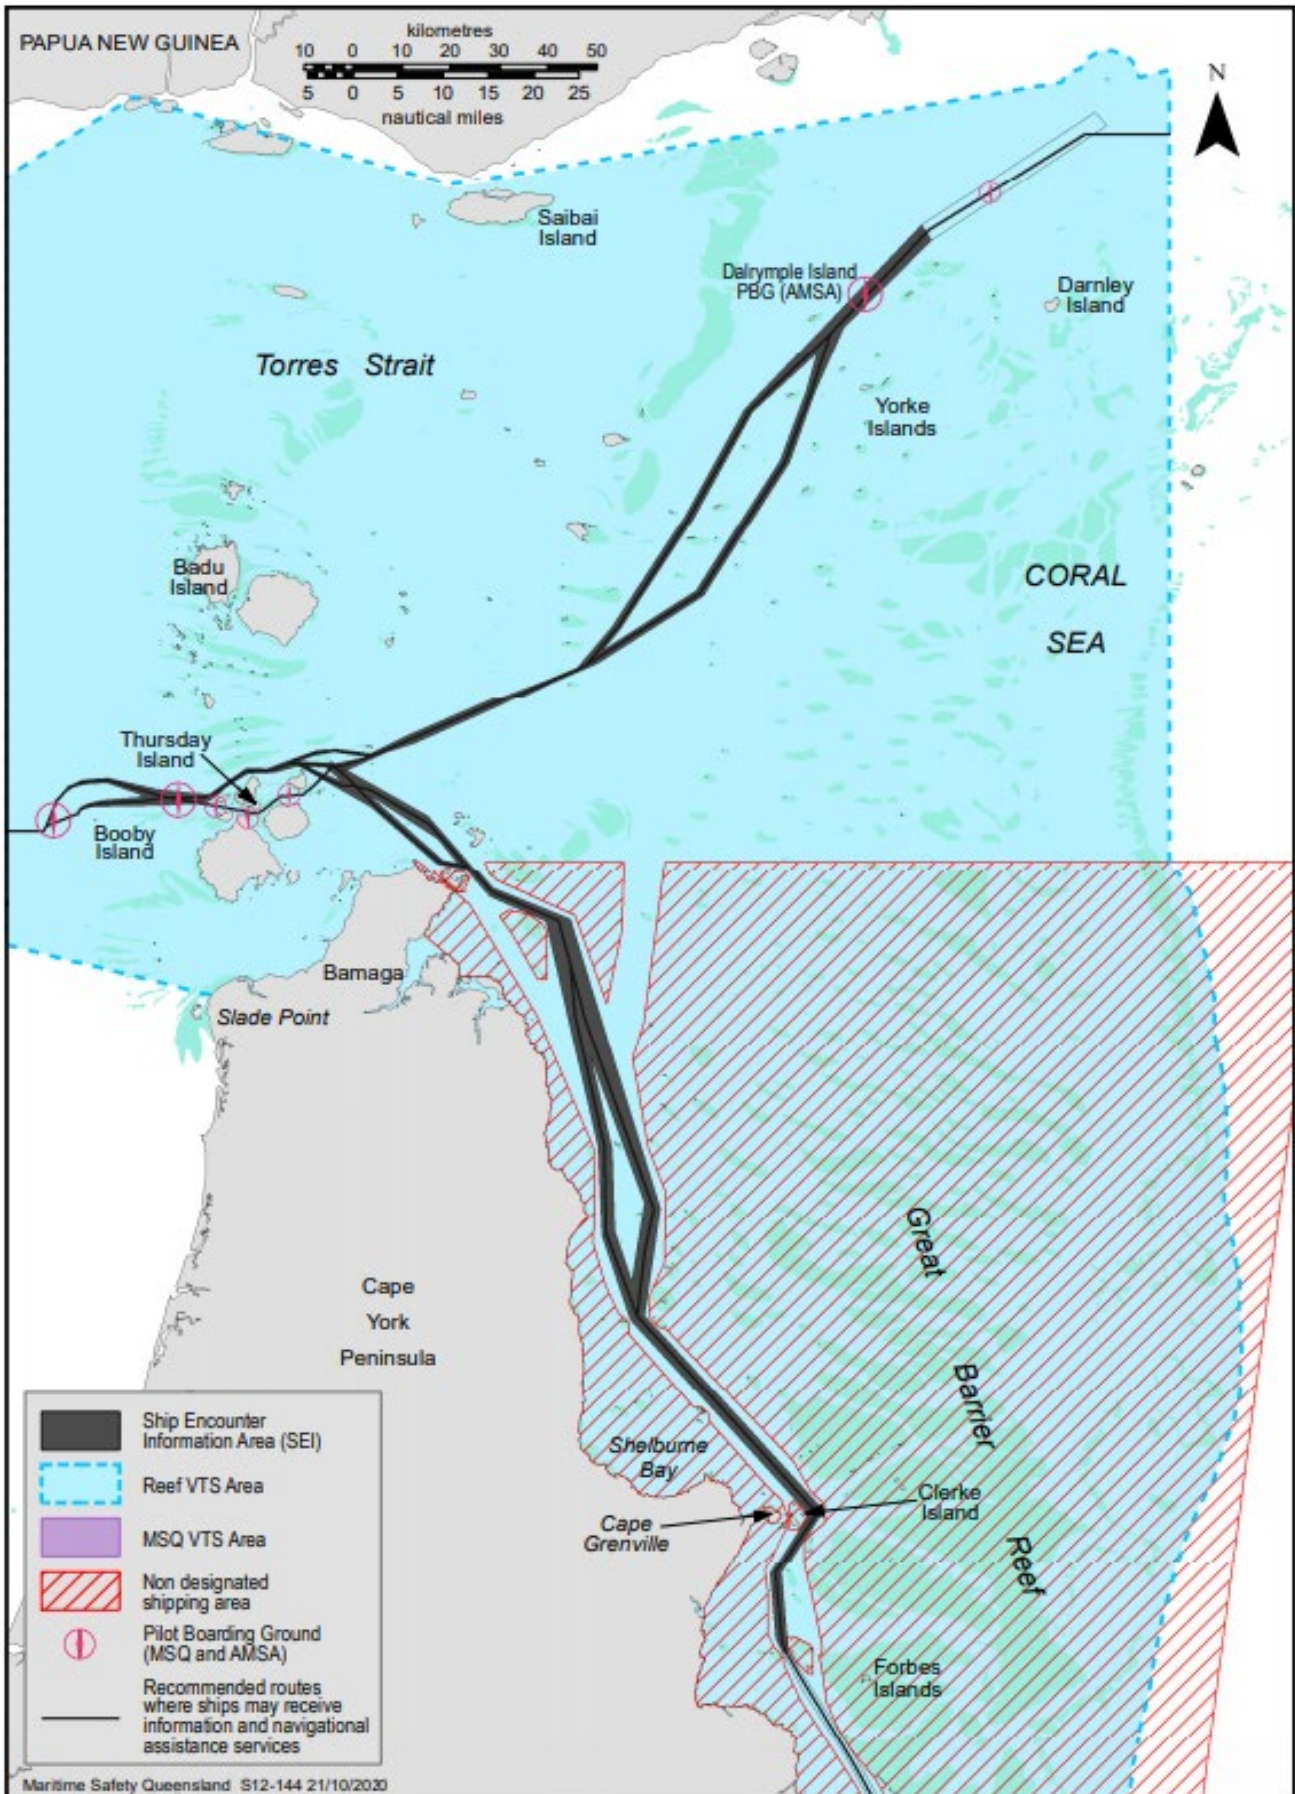 PAPUA NEW GUINEA
kilometres
10 0 10 20 30 40 50
5 0 5 10 15 20 25
nautical miles
N
Saibai
Island
Dalrymple Island
PBG (AMSA)
Darnley
Island
Torres Strait
Yorke
Islands
Badu
Island
CORAL
SEA
Thursday
Island
Booby
Island
Bamaga
Slade Point
Great
Barrier
Reef
Cape
York
Peninsula
Shelburne
Bay
Clerke
Island
Cape
Grenville
Forbes
Islands
Ship Encounter
Information Area (SEI)
Reef VTS Area
MSQ VTS Area
Non designated
shipping area
Pilot Boarding Ground
(MSQ and AMSA)
Recommended routes
where ships may receive
information and navigational
assistance services
Maritime Safety Queensland S12-144 21/10/2020